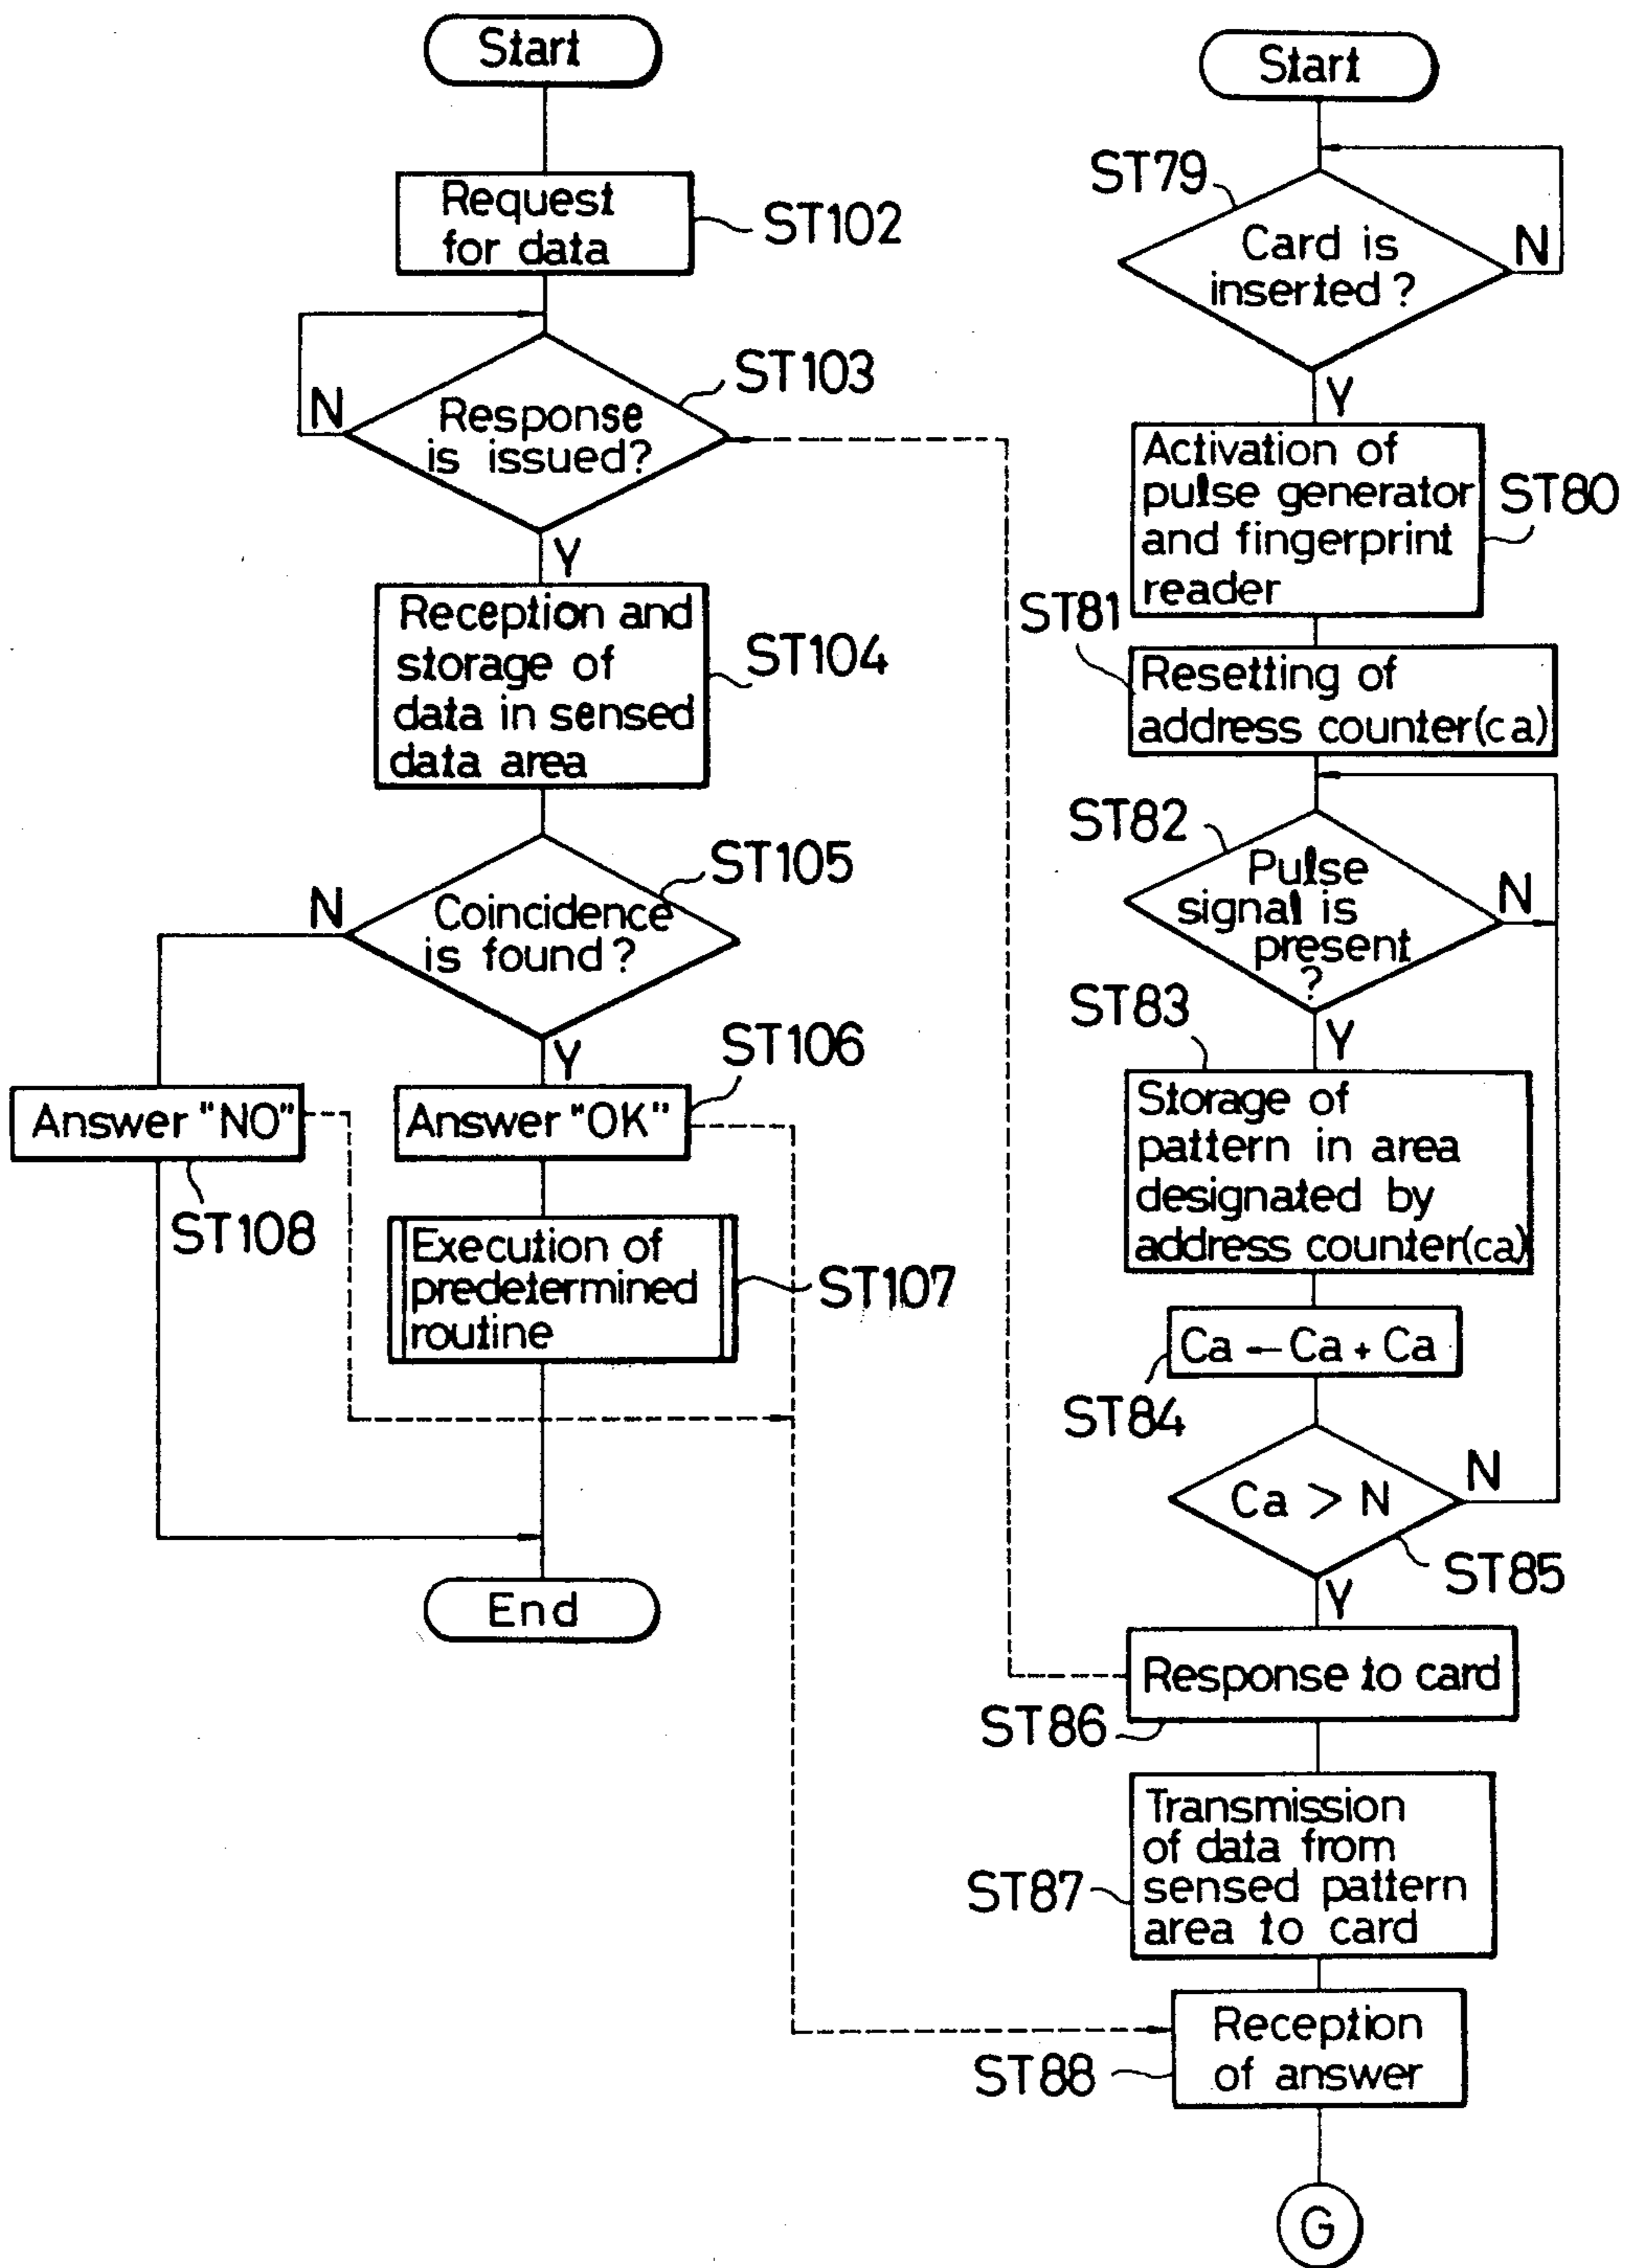 Start
Request
for data
ST102
N
Response
is issued?
ST103
Y
Reception and
storage of
data in sensed
data area
ST104
N
Coincidence
is found?
ST105
Y
Answer "NO"
ST108
Answer "OK"
ST106
Execution of
predetermined
routine
ST107
End
Start
ST79
Card is
inserted?
N
Y
Activation of
pulse generator
and fingerprint
reader
ST80
ST81
Resetting of
address counter(ca)
ST82
Pulse
signal is
present
?
N
ST83
Y
Storage of
pattern in area
designated by
address counter(ca)
Ca ← Ca + Ca
ST84
Ca > N
N
ST85
Y
Response to card
ST86
Transmission
of data from
sensed pattern
area to card
ST87
Reception
of answer
ST88
G